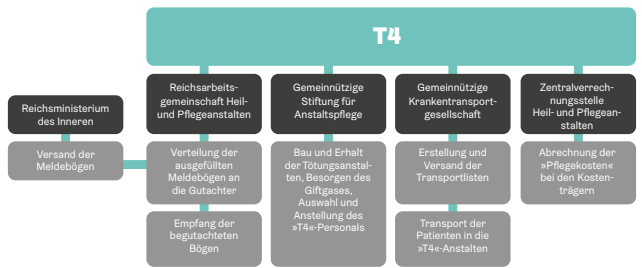 T4
Reichsministerium
des Inneren
Versand der
Meldebögen
Reichsarbeits-
gemeinschaft Heil-
und Pflegeanstalten
Verteilung der
ausgefüllten
Meldebögen an
die Gutachter
Empfang der
begutachteten
Bögen
Gemeinnützige
Stiftung für
Anstaltspflege
Bau und Erhalt
der Tötungsanstal-
ten, Besorgen des
Giftgases,
Auswahl und
Anstellung des
»T4«-Personals
Gemeinnützige
Krankentransport-
gesellschaft
Erstellung und
Versand der
Transportlisten
Transport der
Patienten in die
»T4«-Anstalten
Zentralverrech-
nungsstelle
Heil- und Pflegean-
stalten
Abrechnung der
»Pflegekosten«
bei den Kosten-
trägern